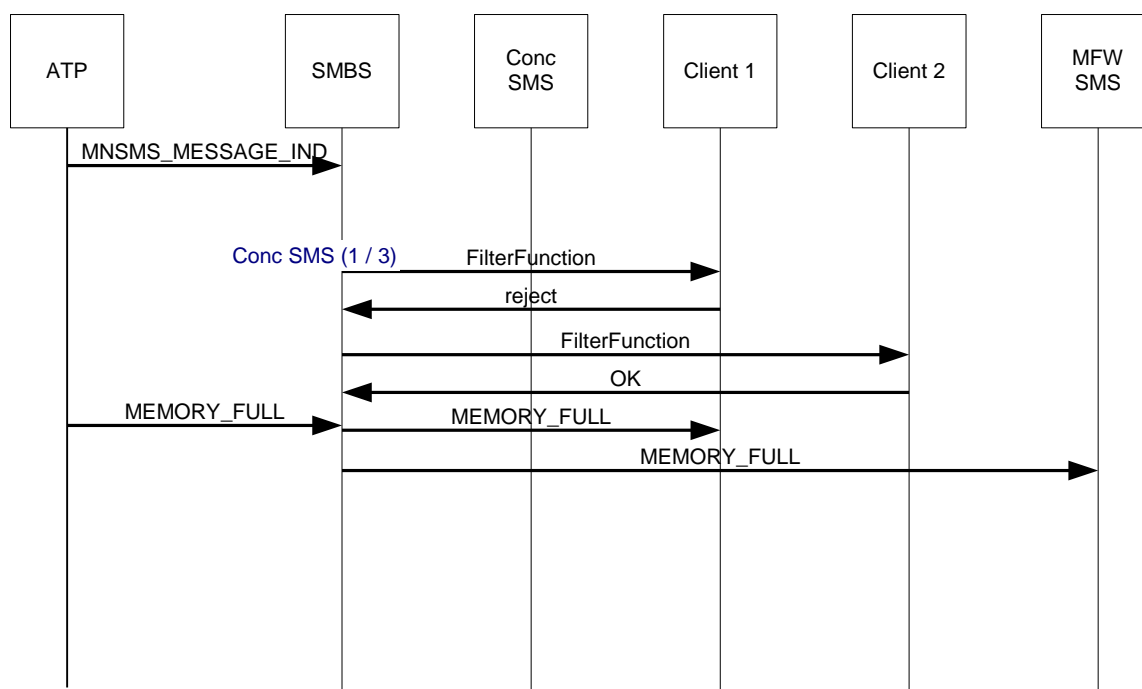 ATP
SMBS
Conc
SMS
Client 1
Client 2
MFW
SMS
MNSMS_MESSAGE_IND
Conc SMS (1 / 3)
FilterFunction
reject
FilterFunction
OK
MEMORY_FULL
MEMORY_FULL
MEMORY_FULL